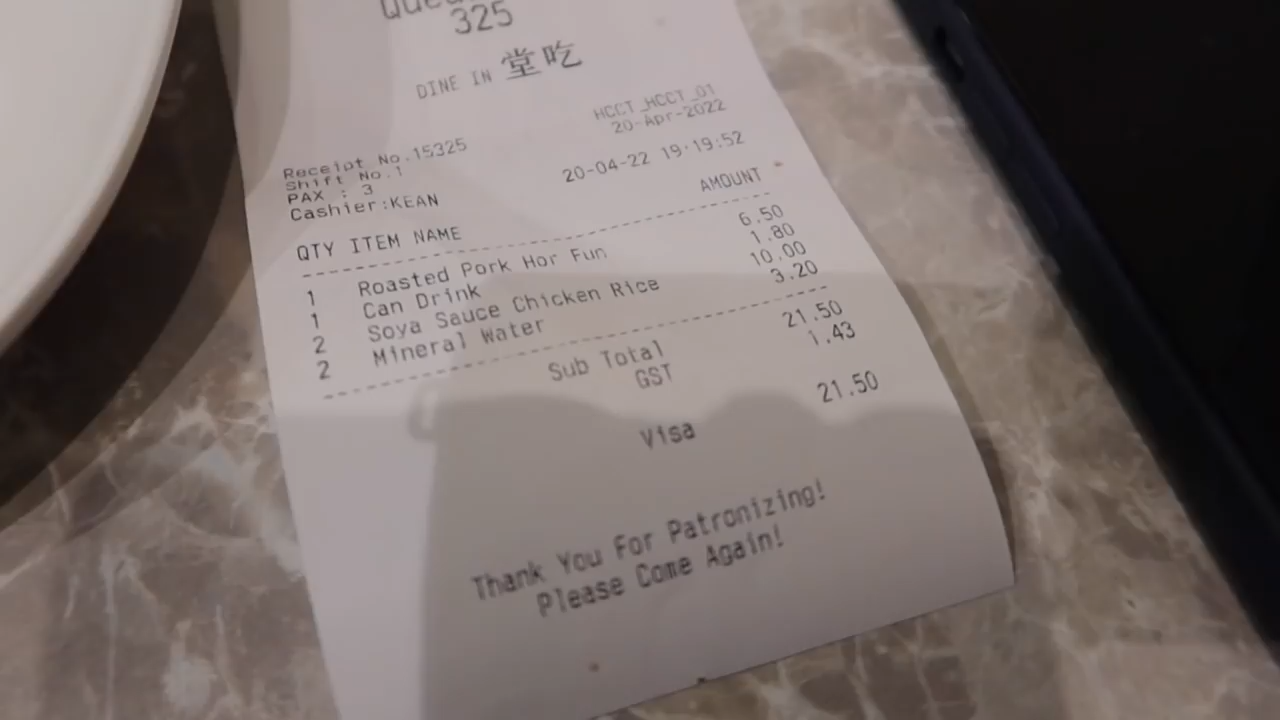 325
DINE IN 堂吃
HCCT_HCCT_01
20-Apr-2022
Receipt No.15325
Shift No.1
20-04-22 19:19:52
PAX : 3
Cashier:KEAN
QTY ITEM NAME AMOUNT
1 Roasted Pork Hor Fun 6.50
1 Can Drink 1.80
2 Soya Sauce Chicken Rice 10.00
2 Mineral Water 3.20
Sub Total 21.50
GST 1.43
Visa 21.50
Thank You For Patronizing!
Please Come Again!